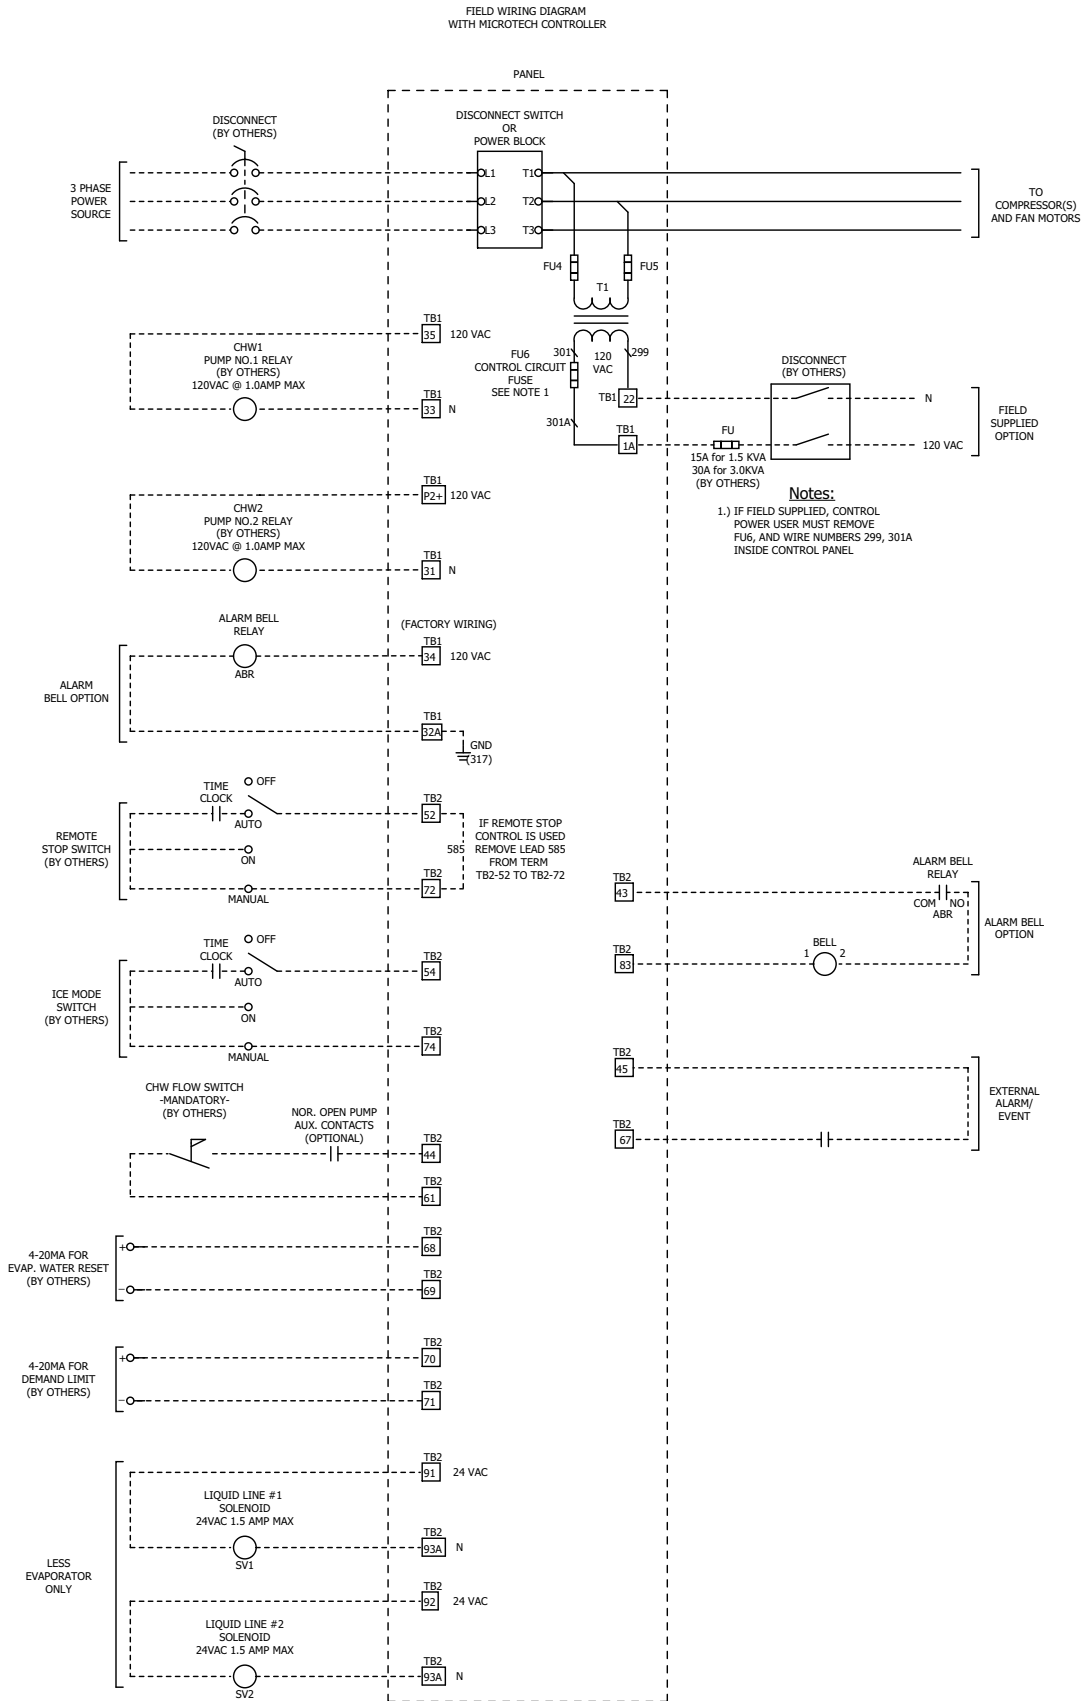 FIELD WIRING DIAGRAM
WITH MICROTECH CONTROLLER
PANEL
DISCONNECT
(BY OTHERS)
DISCONNECT SWITCH
OR
POWER BLOCK
3 PHASE
POWER
SOURCE
L1
T1
L2
T2
L3
T3
TO
COMPRESSOR(S)
AND FAN MOTORS
FU4
FU5
T1
301
120
VAC
299
FU6
CONTROL CIRCUIT
FUSE
SEE NOTE 1
301A
TB1
22
TB1
1A
DISCONNECT
(BY OTHERS)
N
FU
120 VAC
15A for 1.5 KVA
30A for 3.0KVA
(BY OTHERS)
FIELD
SUPPLIED
OPTION
Notes:
1.) IF FIELD SUPPLIED, CONTROL
POWER USER MUST REMOVE
FU6, AND WIRE NUMBERS 299, 301A
INSIDE CONTROL PANEL
TB1
35
120 VAC
CHW1
PUMP NO.1 RELAY
(BY OTHERS)
120VAC @ 1.0AMP MAX
TB1
33
N
TB1
P2+
120 VAC
CHW2
PUMP NO.2 RELAY
(BY OTHERS)
120VAC @ 1.0AMP MAX
TB1
31
N
ALARM BELL
RELAY
ABR
(FACTORY WIRING)
TB1
34
120 VAC
ALARM
BELL OPTION
TB1
32A
GND
(317)
REMOTE
STOP SWITCH
(BY OTHERS)
TIME
CLOCK
OFF
AUTO
ON
MANUAL
TB2
52
585
TB2
72
IF REMOTE STOP
CONTROL IS USED
REMOVE LEAD 585
FROM TERM
TB2-52 TO TB2-72
ICE MODE
SWITCH
(BY OTHERS)
TIME
CLOCK
OFF
AUTO
ON
MANUAL
TB2
54
TB2
74
TB2
43
ALARM BELL
RELAY
COM
NO
ABR
TB2
83
1
BELL
2
ALARM BELL
OPTION
TB2
45
TB2
67
EXTERNAL
ALARM/
EVENT
CHW FLOW SWITCH
-MANDATORY-
(BY OTHERS)
NOR. OPEN PUMP
AUX. CONTACTS
(OPTIONAL)
TB2
44
TB2
61
4-20MA FOR
EVAP. WATER RESET
(BY OTHERS)
+
−
TB2
68
TB2
69
4-20MA FOR
DEMAND LIMIT
(BY OTHERS)
+
−
TB2
70
TB2
71
LESS
EVAPORATOR
ONLY
TB2
91
24 VAC
LIQUID LINE #1
SOLENOID
24VAC 1.5 AMP MAX
SV1
TB2
93A
N
TB2
92
24 VAC
LIQUID LINE #2
SOLENOID
24VAC 1.5 AMP MAX
SV2
TB2
93A
N